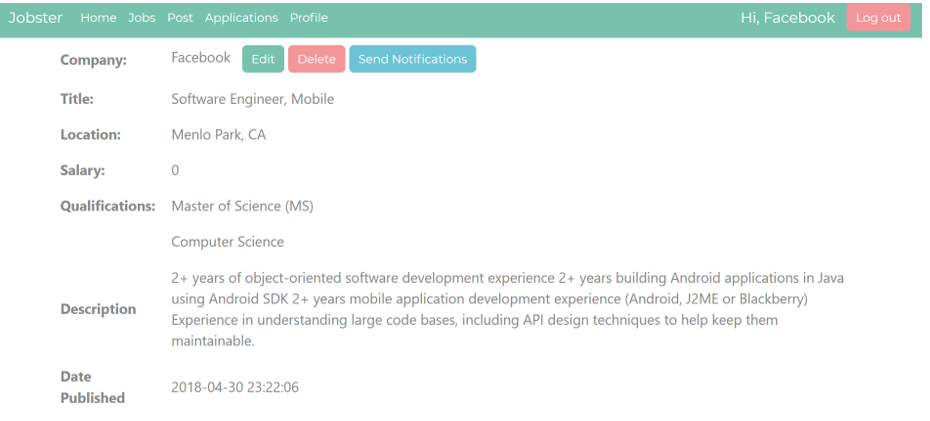 Jobster Home Jobs Post Applications Profile Hi, Facebook Log out
Company: Facebook Edit Delete Send Notifications
Title: Software Engineer, Mobile
Location: Menlo Park, CA
Salary: 0
Qualifications: Master of Science (MS)
Computer Science
Description
2+ years of object-oriented software development experience 2+ years building Android applications in Java
using Android SDK 2+ years mobile application development experience (Android, J2ME or Blackberry)
Experience in understanding large code bases, including API design techniques to help keep them
maintainable.
Date
Published
2018-04-30 23:22:06